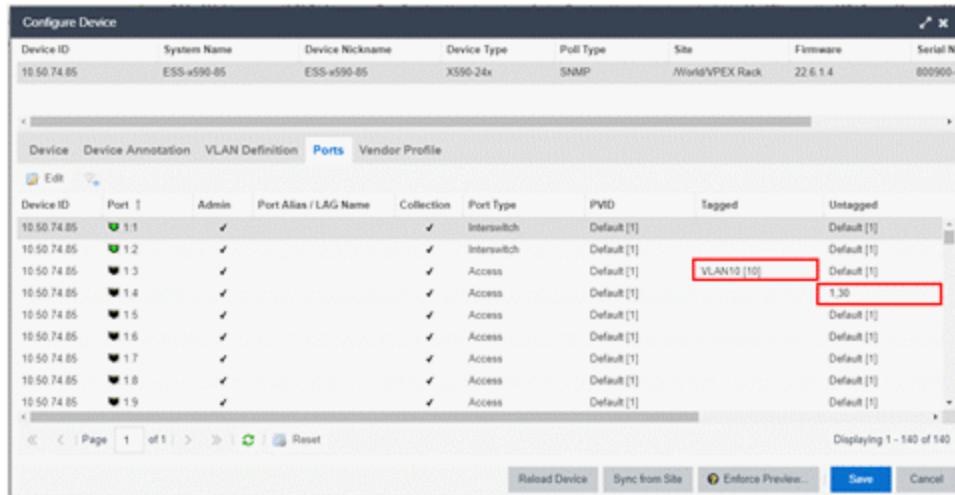 Configure Device
Device ID System Name Device Nickname Device Type Poll Type Site Firmware Serial N
10.50.74.85 ESS-x590-85 ESS-x590-85 X590-24x SNMP /World/VPEX Rack 22.6.1.4 800900-
Device Device Annotation VLAN Definition Ports Vendor Profile
Edit
Device ID Port Admin Port Alias / LAG Name Collection Port Type PVID Tagged Untagged
10.50.74.85 1:1 Interswitch Default [1] Default [1]
10.50.74.85 1:2 Interswitch Default [1] Default [1]
10.50.74.85 1:3 Access Default [1] VLAN10 [10] Default [1]
10.50.74.85 1:4 Access Default [1] 1,30
10.50.74.85 1:5 Access Default [1] Default [1]
10.50.74.85 1:6 Access Default [1] Default [1]
10.50.74.85 1:7 Access Default [1] Default [1]
10.50.74.85 1:8 Access Default [1] Default [1]
10.50.74.85 1:9 Access Default [1] Default [1]
Page 1 of 1 Reset Displaying 1 - 140 of 140
Reload Device Sync from Site Enforce Preview... Save Cancel